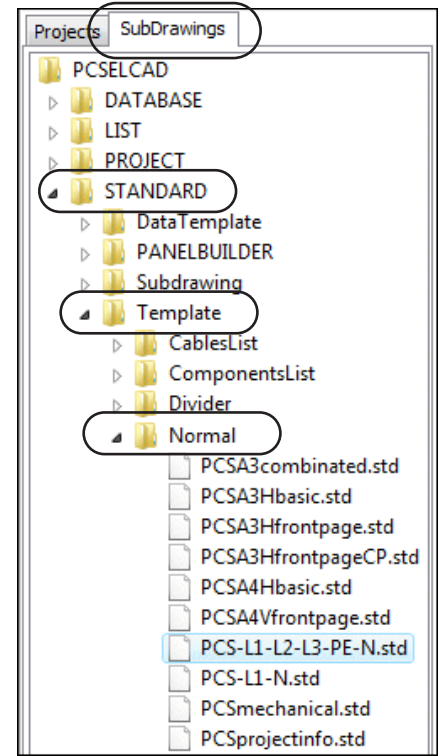 Projects SubDrawings
PCSELCAD
DATABASE
LIST
PROJECT
STANDARD
DataTemplate
PANELBUILDER
Subdrawing
Template
CablesList
ComponentsList
Divider
Normal
PCSA3combinated.std
PCSA3Hbasic.std
PCSA3Hfrontpage.std
PCSA3HfrontpageCP.std
PCSA4Hbasic.std
PCSA4Vfrontpage.std
PCS-L1-L2-L3-PE-N.std
PCS-L1-N.std
PCSmechanical.std
PCSprojectinfo.std